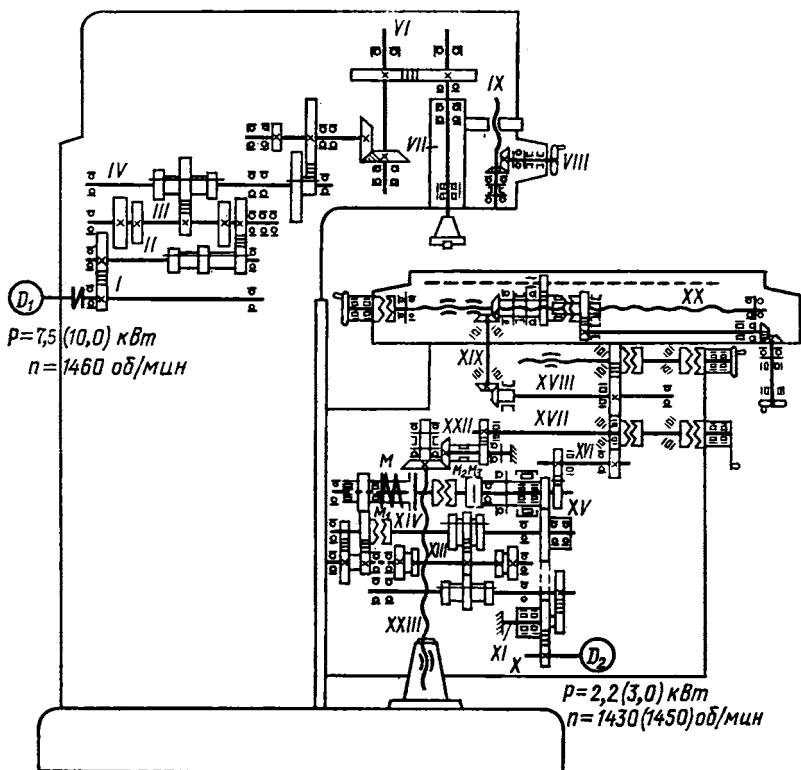 VI
IX
VII
VIII
IV
III
II
I
D₁
P=7,5(10,0) кВт
n=1460 об/мин
XX
XIX
XVIII
XXII
XVII
XVI
M
M₂M₃
XV
M₁
XIV
XIII
XXIII
XI
X
D₂
P=2,2(3,0) кВт
n=1430(1450)об/мин